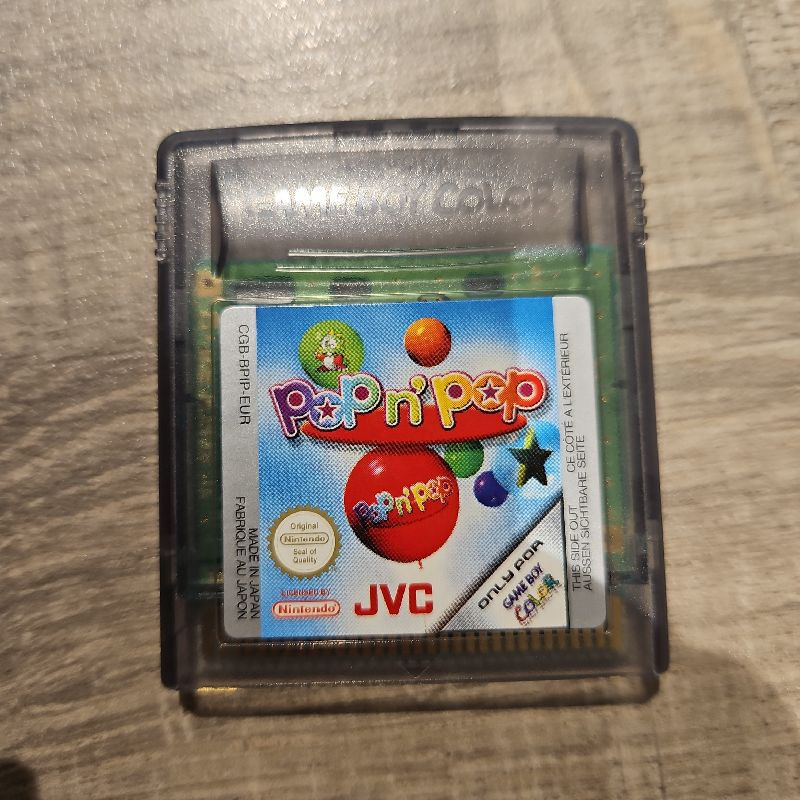 GAME BOY COLOR
CGB-BPIP-EUR
MADE IN JAPAN
FABRIQUE AU JAPON
POP n' POP
POP n' POP
Original
Nintendo
Seal of
Quality
LICENSED BY
Nintendo
JVC
ONLY FOR
GAME BOY
COLOR
THIS SIDE OUT
AUSSEN SICHTBARE SEITE
CE CÔTÉ A L'EXTÉRIEUR